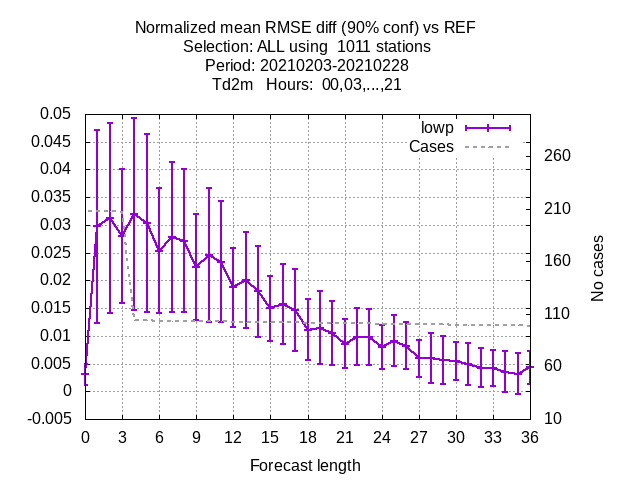 Normalized mean RMSE diff (90% conf) vs REF
Selection: ALL using  1011 stations
Period: 20210203-20210228
Td2m   Hours:  00,03,...,21
lowp
Cases
0.05
0.045
0.04
0.035
0.03
0.025
0.02
0.015
0.01
0.005
0
-0.005
260
210
160
110
60
10
No cases
0 3 6 9 12 15 18 21 24 27 30 33 36
Forecast length